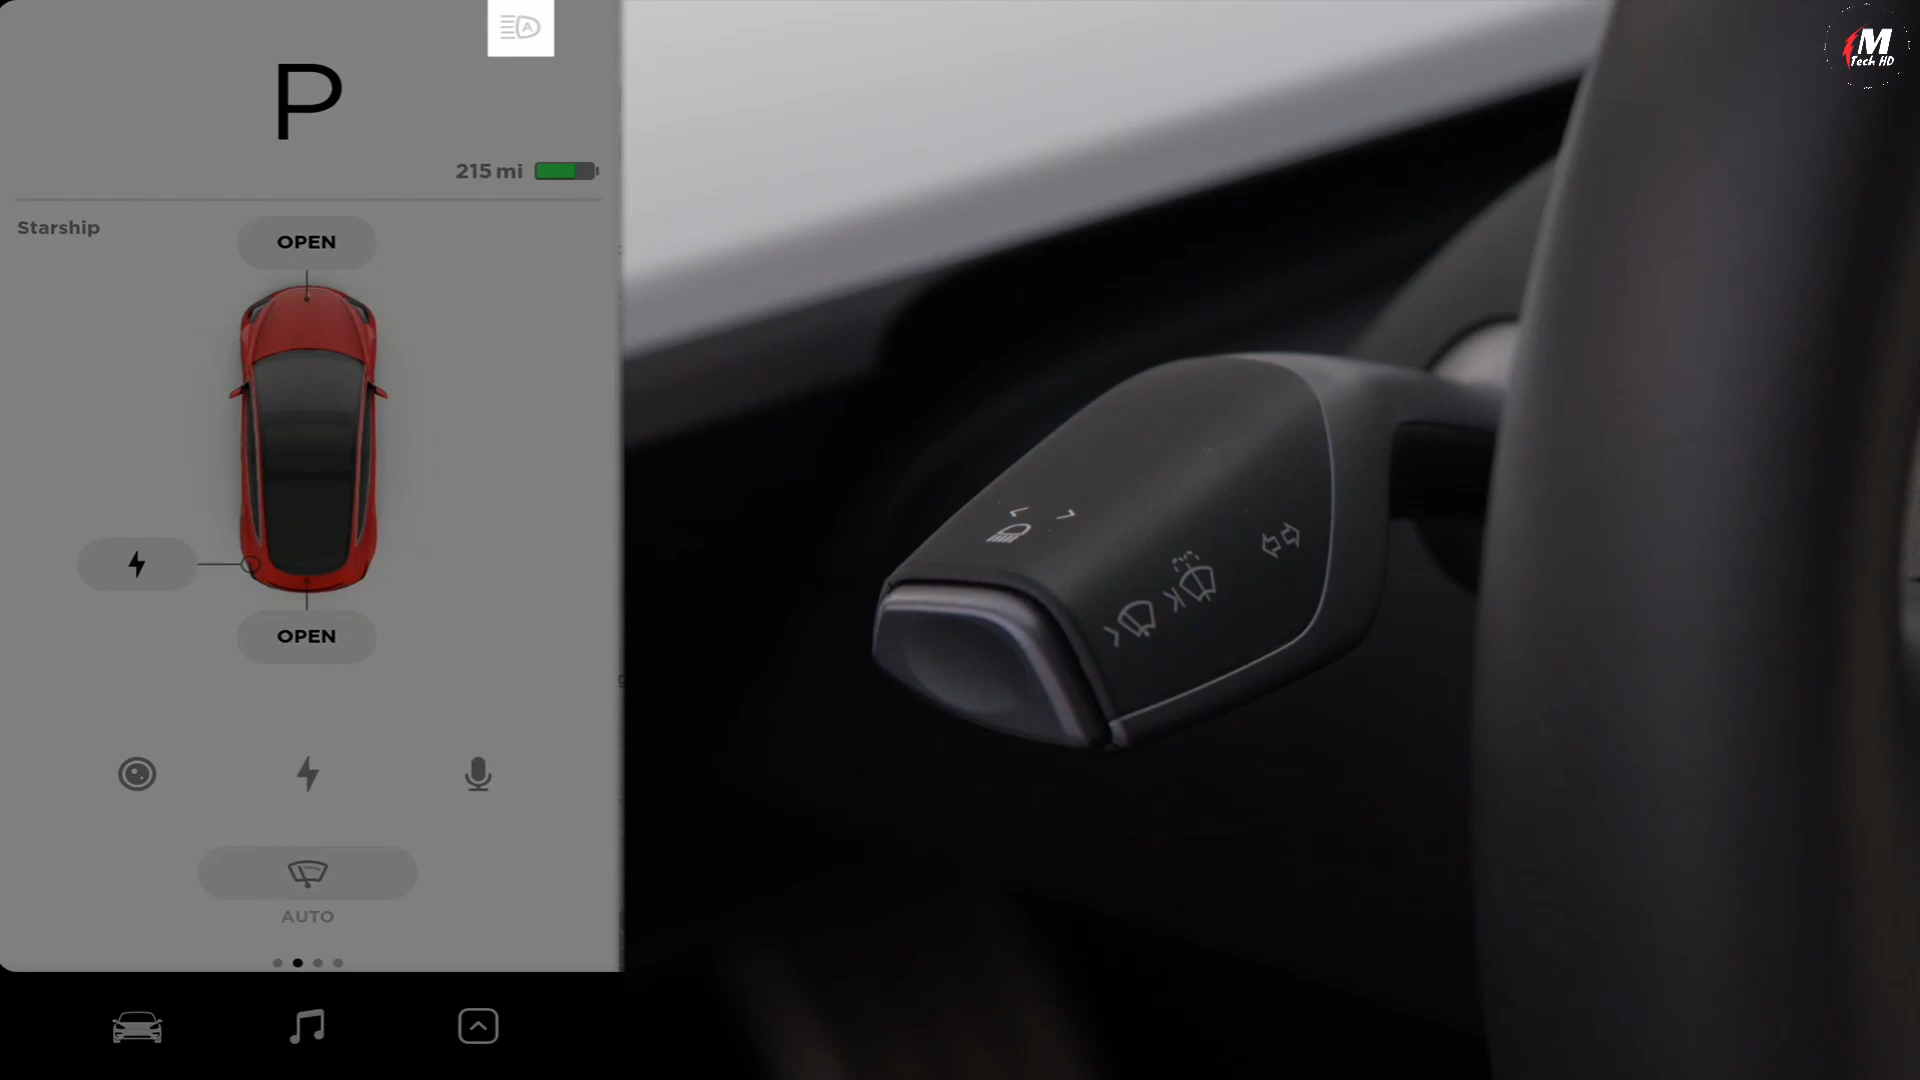 A
P
215 mi
Starship
OPEN
OPEN
AUTO
M
Tech HD